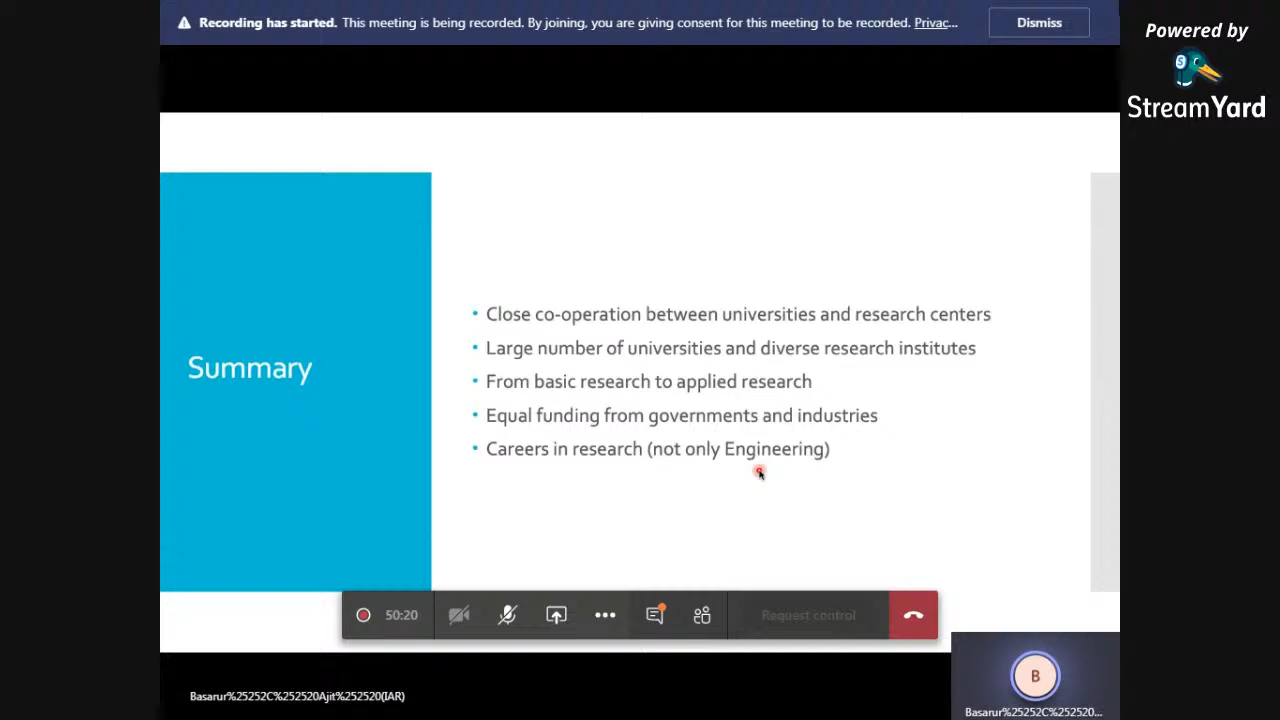 Recording has started. This meeting is being recorded. By joining, you are giving consent for this meeting to be recorded. Privac...
Dismiss
Powered by
S
StreamYard
Summary
• Close co-operation between universities and research centers
• Large number of universities and diverse research institutes
• From basic research to applied research
• Equal funding from governments and industries
• Careers in research (not only Engineering)
50:20
Request control
B
Basarur%25252C%252520Ajit%252520(IAR)
Basarur%25252C%252520...